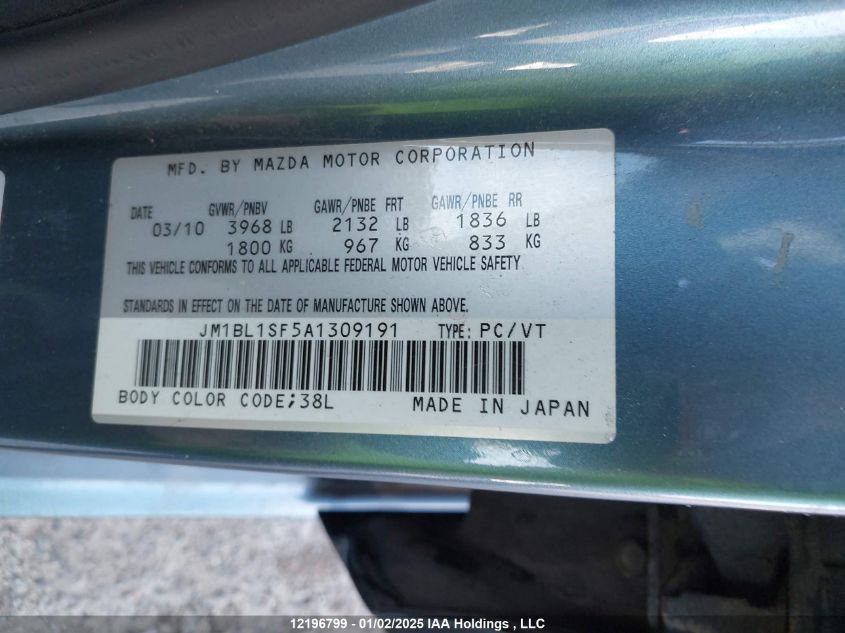 MFD. BY MAZDA MOTOR CORPORATION
DATE GVWR/PNBV GAWR/PNBE FRT GAWR/PNBE RR
03/10 3968 LB 2132 LB 1836 LB
1800 KG 967 KG 833 KG
THIS VEHICLE CONFORMS TO ALL APPLICABLE FEDERAL MOTOR VEHICLE SAFETY
STANDARDS IN EFFECT ON THE DATE OF MANUFACTURE SHOWN ABOVE.
JM1BL1SF5A1309191 TYPE: PC/VT
BODY COLOR CODE;38L MADE IN JAPAN
12196799 - 01/02/2025 IAA Holdings , LLC